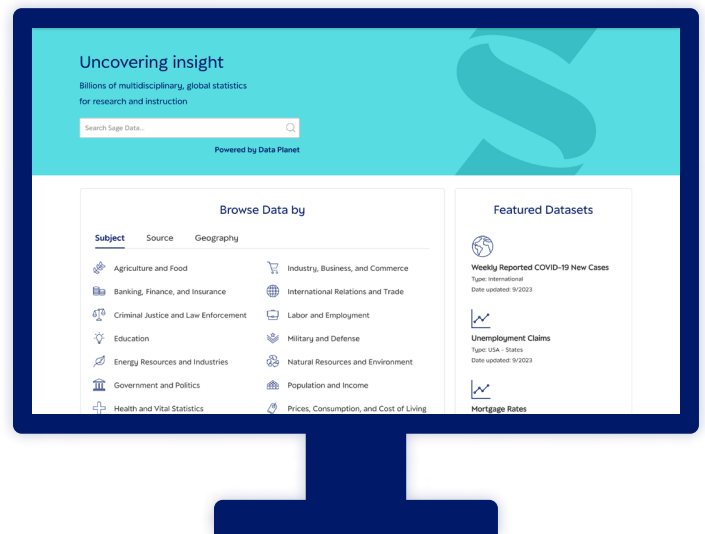 Uncovering insight
Billions of multidisciplinary, global statistics
for research and instruction
Search Sage Data...
Powered by Data Planet
Browse Data by
Subject Source Geography
Agriculture and Food
Banking, Finance, and Insurance
Criminal Justice and Law Enforcement
Education
Energy Resources and Industries
Government and Politics
Health and Vital Statistics
Industry, Business, and Commerce
International Relations and Trade
Labor and Employment
Military and Defense
Natural Resources and Environment
Population and Income
Prices, Consumption, and Cost of Living
Featured Datasets
Weekly Reported COVID-19 New Cases
Type: International
Date updated: 9/2023
Unemployment Claims
Type: USA - States
Date updated: 9/2023
Mortgage Rates